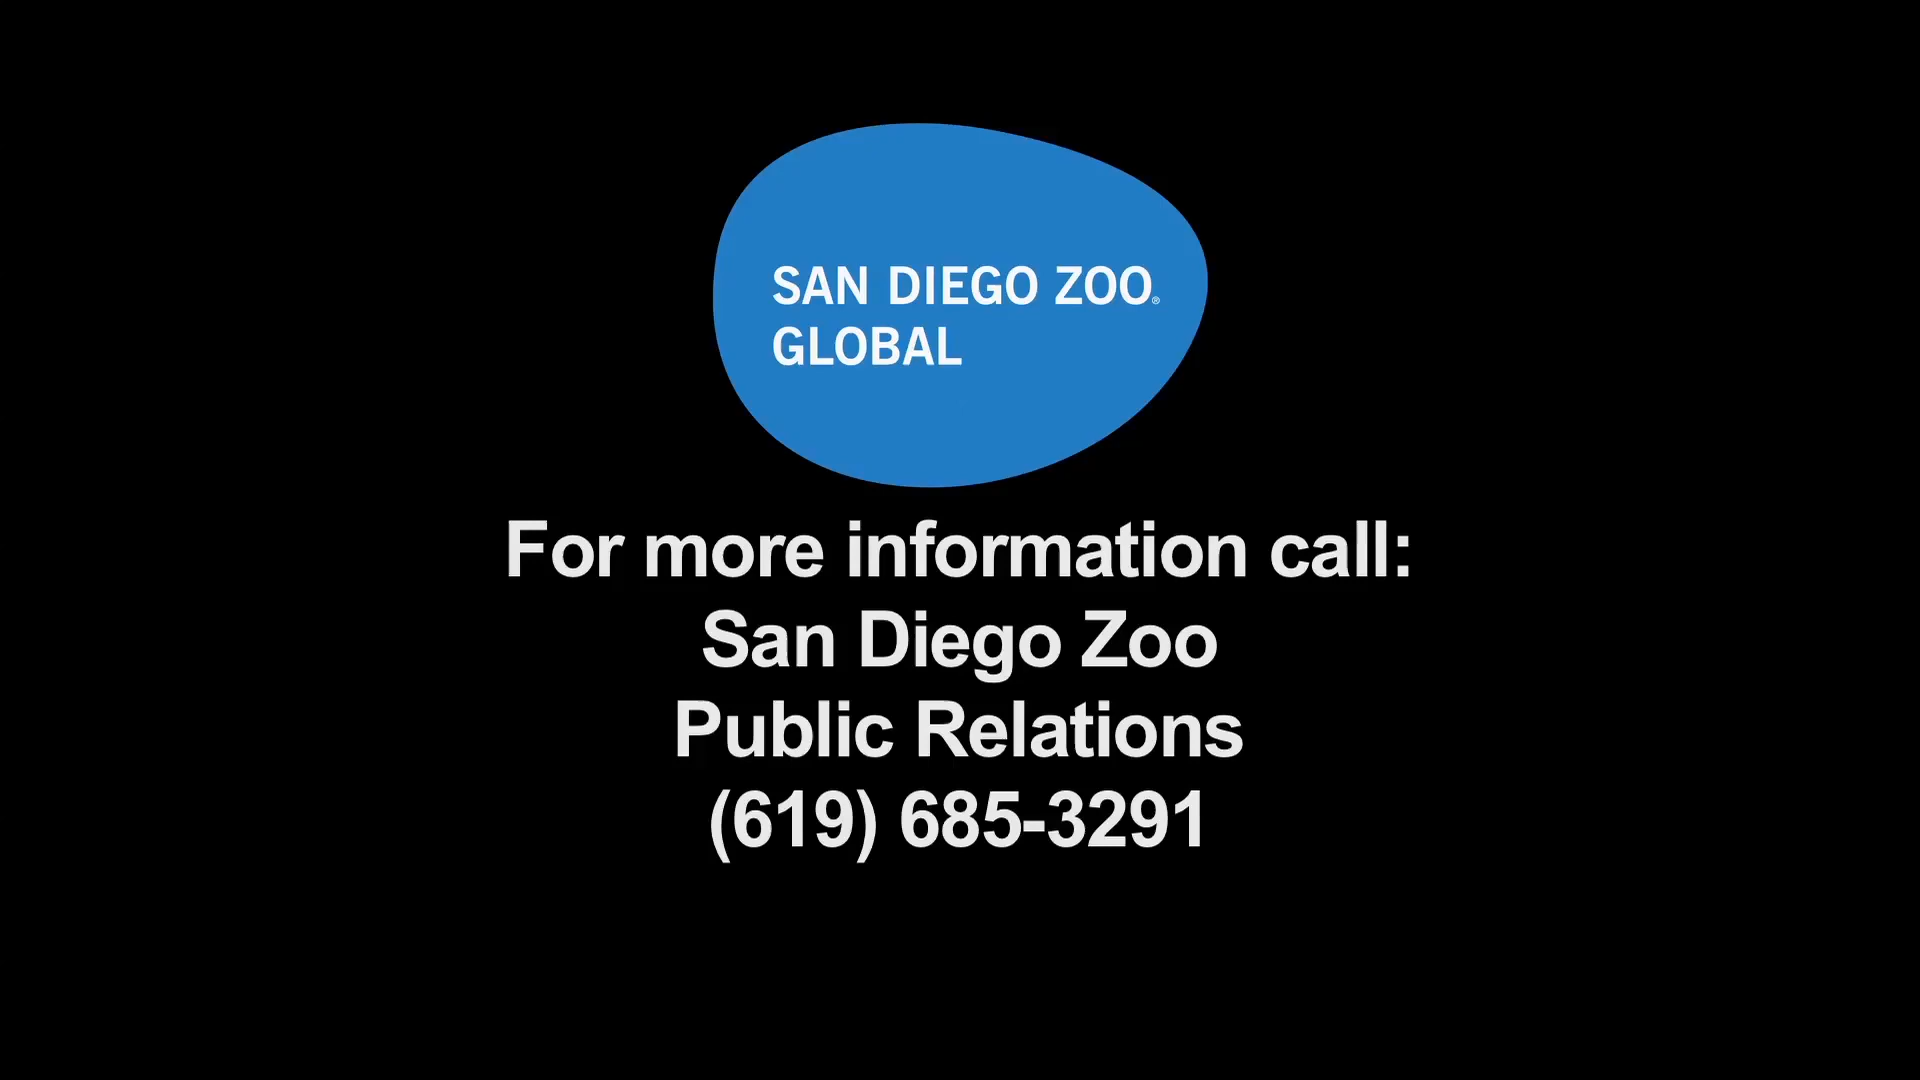 SAN DIEGO ZOO®
GLOBAL
For more information call:
San Diego Zoo
Public Relations
(619) 685-3291